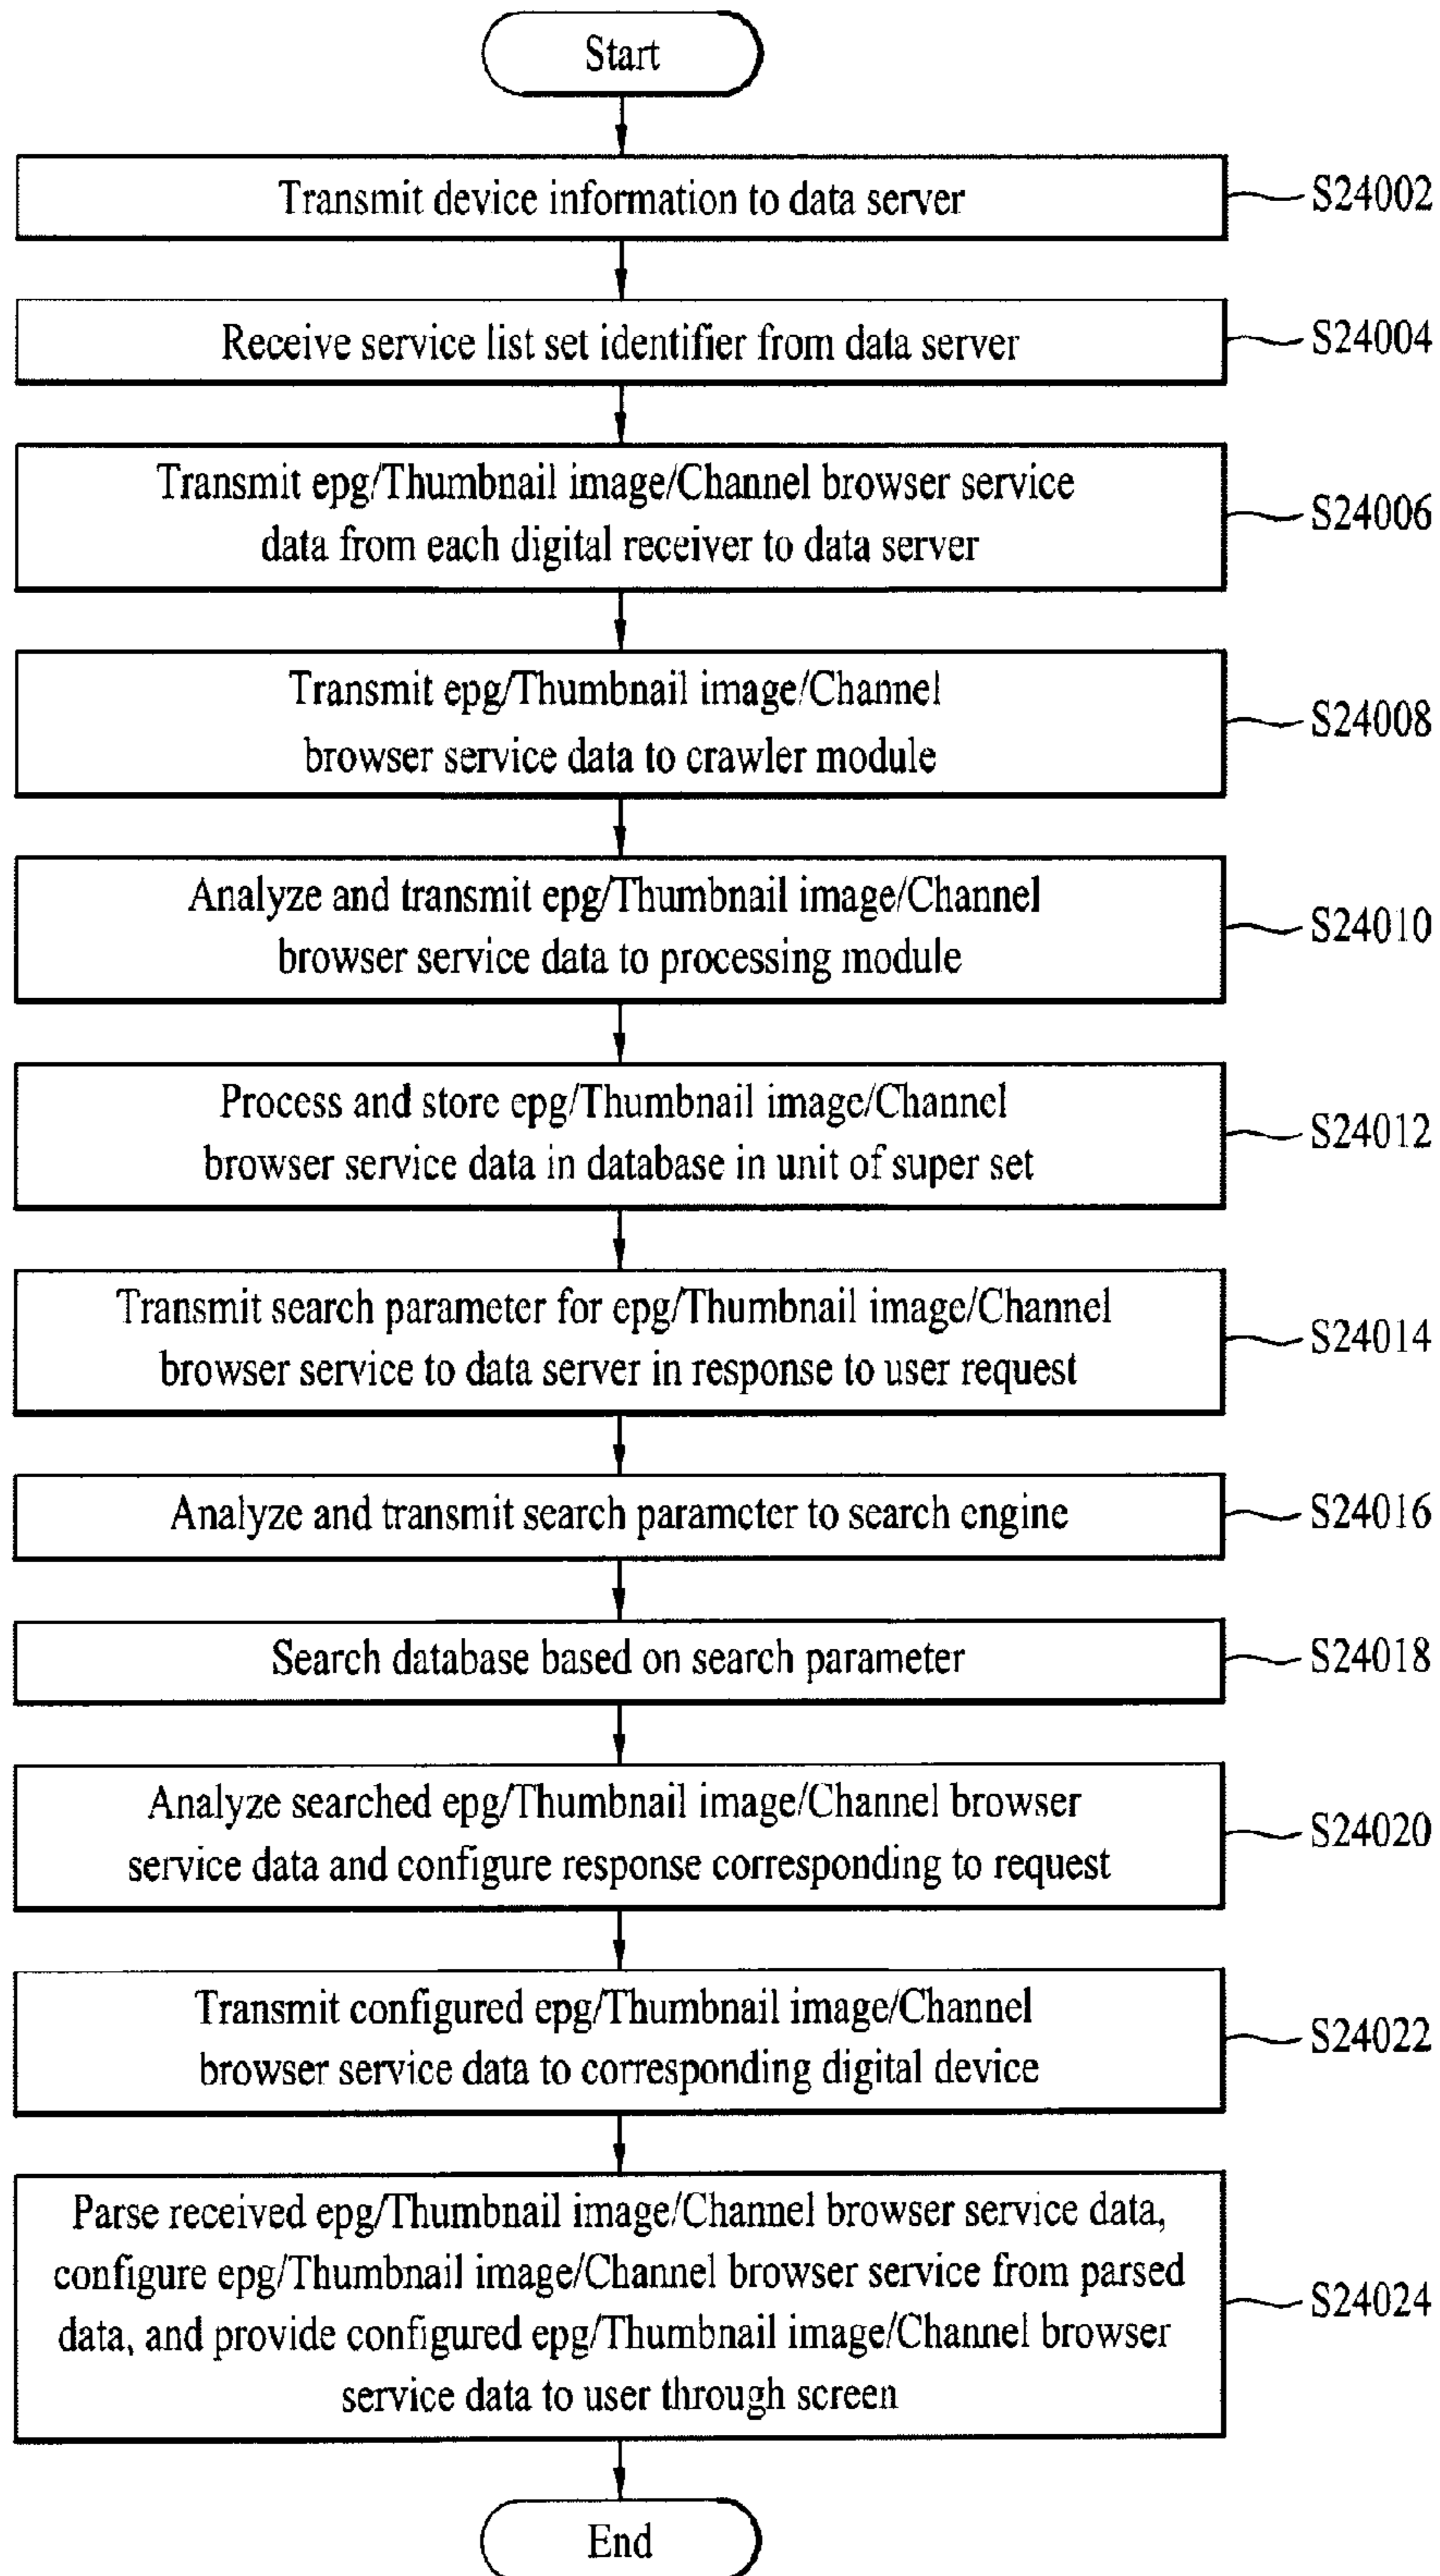 Start
Transmit device information to data server
S24002
Receive service list set identifier from data server
S24004
Transmit epg/Thumbnail image/Channel browser service
data from each digital receiver to data server
S24006
Transmit epg/Thumbnail image/Channel
browser service data to crawler module
S24008
Analyze and transmit epg/Thumbnail image/Channel
browser service data to processing module
S24010
Process and store epg/Thumbnail image/Channel
browser service data in database in unit of super set
S24012
Transmit search parameter for epg/Thumbnail image/Channel
browser service to data server in response to user request
S24014
Analyze and transmit search parameter to search engine
S24016
Search database based on search parameter
S24018
Analyze searched epg/Thumbnail image/Channel browser
service data and configure response corresponding to request
S24020
Transmit configured epg/Thumbnail image/Channel
browser service data to corresponding digital device
S24022
Parse received epg/Thumbnail image/Channel browser service data,
configure epg/Thumbnail image/Channel browser service from parsed
data, and provide configured epg/Thumbnail image/Channel browser
service data to user through screen
S24024
End